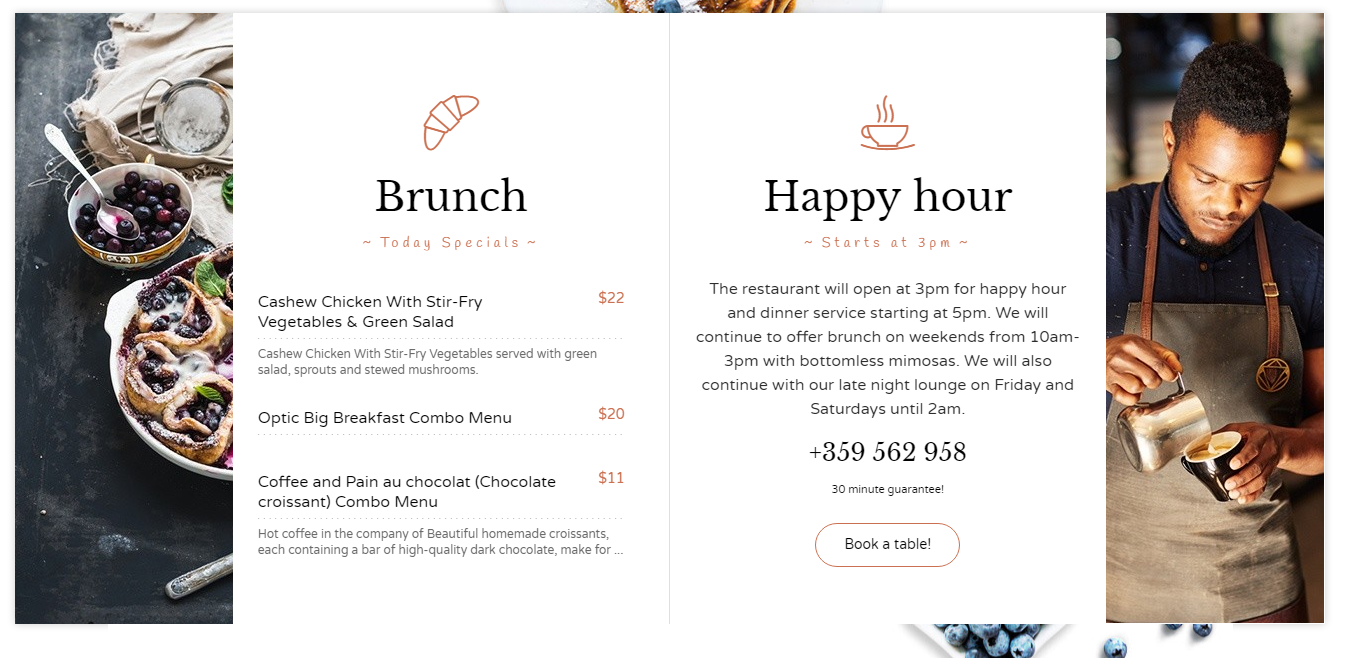 Brunch
~ Today Specials ~
Cashew Chicken With Stir-Fry
Vegetables & Green Salad
$22
Cashew Chicken With Stir-Fry Vegetables served with green
salad, sprouts and stewed mushrooms.
Optic Big Breakfast Combo Menu
$20
Coffee and Pain au chocolat (Chocolate
croissant) Combo Menu
$11
Hot coffee in the company of Beautiful homemade croissants,
each containing a bar of high-quality dark chocolate, make for ...
Happy hour
~ Starts at 3pm ~
The restaurant will open at 3pm for happy hour
and dinner service starting at 5pm. We will
continue to offer brunch on weekends from 10am-
3pm with bottomless mimosas. We will also
continue with our late night lounge on Friday and
Saturdays until 2am.
+359 562 958
30 minute guarantee!
Book a table!